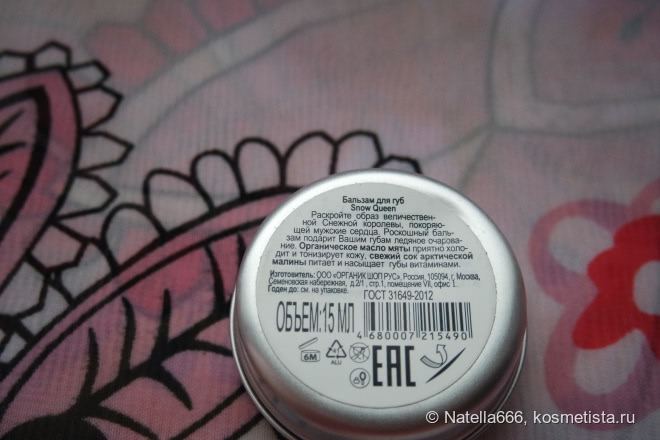 Бальзам для губ
Snow Queen
Раскройте образ величествен-
ной Снежной королевы, покоряю-
щей мужские сердца. Роскошный баль-
зам подарит Вашим губам ледяное очарова-
ние. Органическое масло мяты приятно холо-
дит и тонизирует кожу, свежий сок арктической
малины питает и насыщает губы витаминами.
Изготовитель: ООО «ОРГАНИК ШОП РУС», Россия, 105094, г. Москва,
Семеновская набережная, д.2/1, стр.1, помещение VII, офис 1.
Годен до: см. на упаковке.
ГОСТ 31649-2012
ОБЪЕМ:15 МЛ
4 680007 215490
6М
41
ALU
EAC
© Natella666, kosmetista.ru